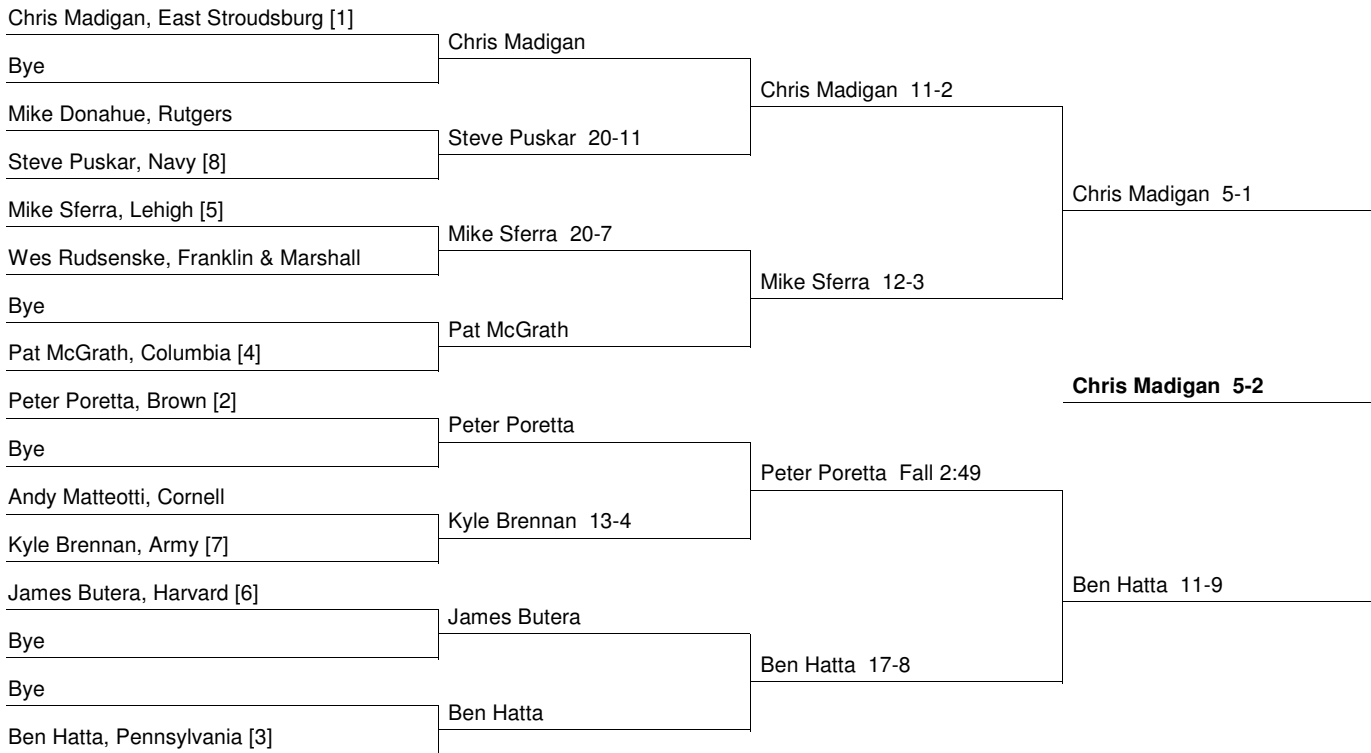 Chris Madigan, East Stroudsburg [1]
Bye
Mike Donahue, Rutgers
Steve Puskar, Navy [8]
Mike Sferra, Lehigh [5]
Wes Rudsenske, Franklin & Marshall
Bye
Pat McGrath, Columbia [4]
Peter Poretta, Brown [2]
Bye
Andy Matteotti, Cornell
Kyle Brennan, Army [7]
James Butera, Harvard [6]
Bye
Bye
Ben Hatta, Pennsylvania [3]
Chris Madigan
Steve Puskar 20-11
Mike Sferra 20-7
Pat McGrath
Peter Poretta
Kyle Brennan 13-4
James Butera
Ben Hatta
Chris Madigan 11-2
Mike Sferra 12-3
Peter Poretta Fall 2:49
Ben Hatta 17-8
Chris Madigan 5-1
Chris Madigan 5-2
Ben Hatta 11-9